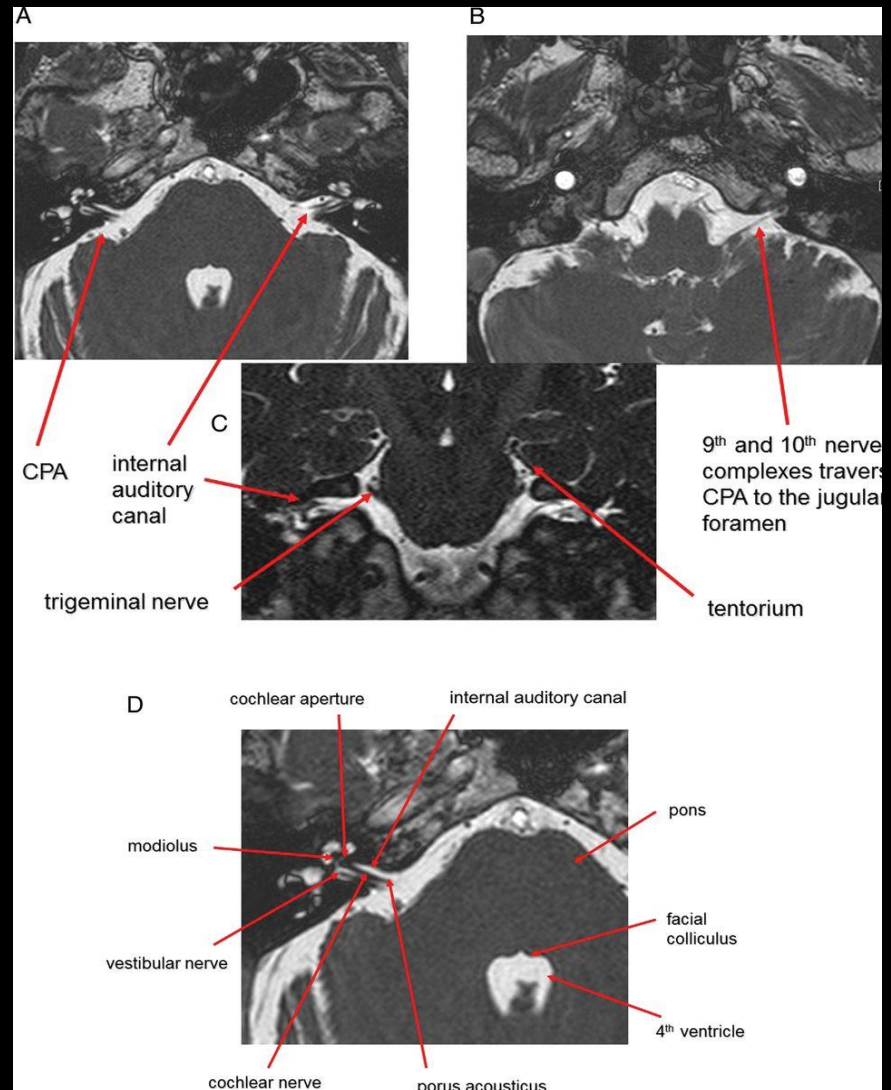 A
B
CPA
internal
auditory
canal
C
9th and 10th nerve
complexes travers
CPA to the jugular
foramen
trigeminal nerve
tentorium
D
cochlear aperture
internal auditory canal
modiolus
pons
facial
colliculus
vestibular nerve
4th ventricle
cochlear nerve
porus acousticus